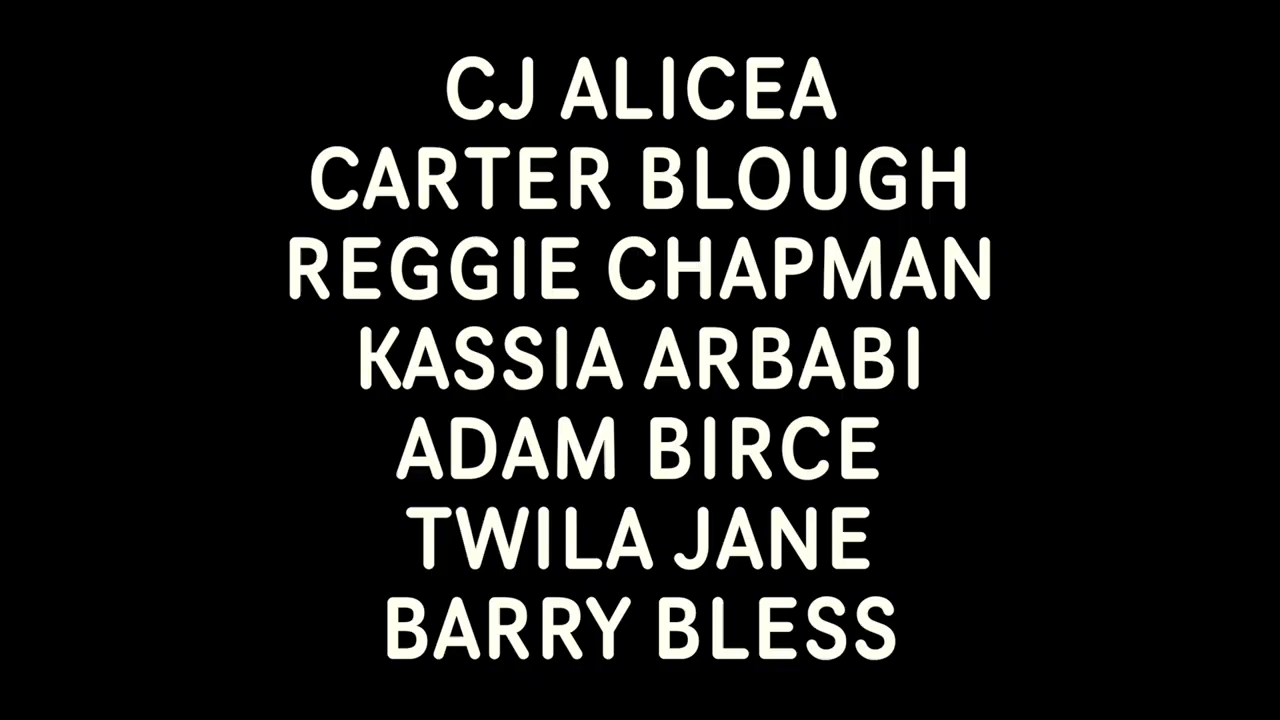 CJ ALICEA
CARTER BLOUGH
REGGIE CHAPMAN
KASSIA ARBABI
ADAM BIRCE
TWILA JANE
BARRY BLESS